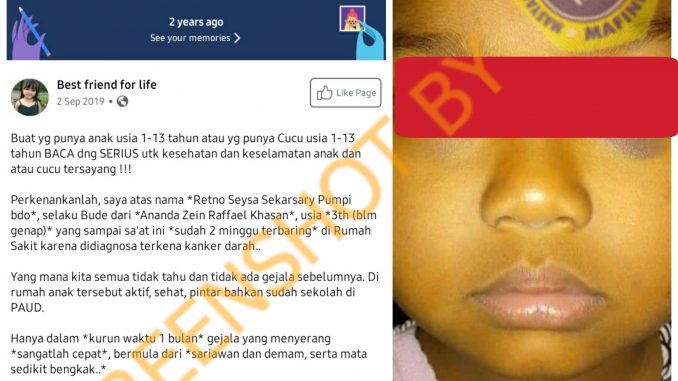 2 years ago
See your memories
Best friend for life
Like Page
2 Sep 2019
Buat yg punya anak usia 1-13 tahun atau yg punya Cucu usia 1-13
tahun BACA dng SERIUS utk kesehatan dan keselamatan anak dan
atau cucu tersayang !!!
Perkenankanlah, saya atas nama *Retno Seysa Sekarsary Pumpi
bdo*, selaku Bude dari *Ananda Zein Raffael Khasan*, usia *3th (blm
genap)* yang sampai sa'at ini *sudah 2 minggu terbaring* di Rumah
Sakit karena didiagnosa terkena kanker darah..
Yang mana kita semua tidak tahu dan tidak ada gejala sebelumnya. Di
rumah anak tersebut aktif, sehat, pintar bahkan sudah sekolah di
PAUD.
Hanya dalam *kurun waktu 1 bulan* gejala yang menyerang
*sangatlah cepat*, bermula dari *sariawan dan demam, serta mata
sedikit bengkak..*
REENSHOT BY
MAFINDO